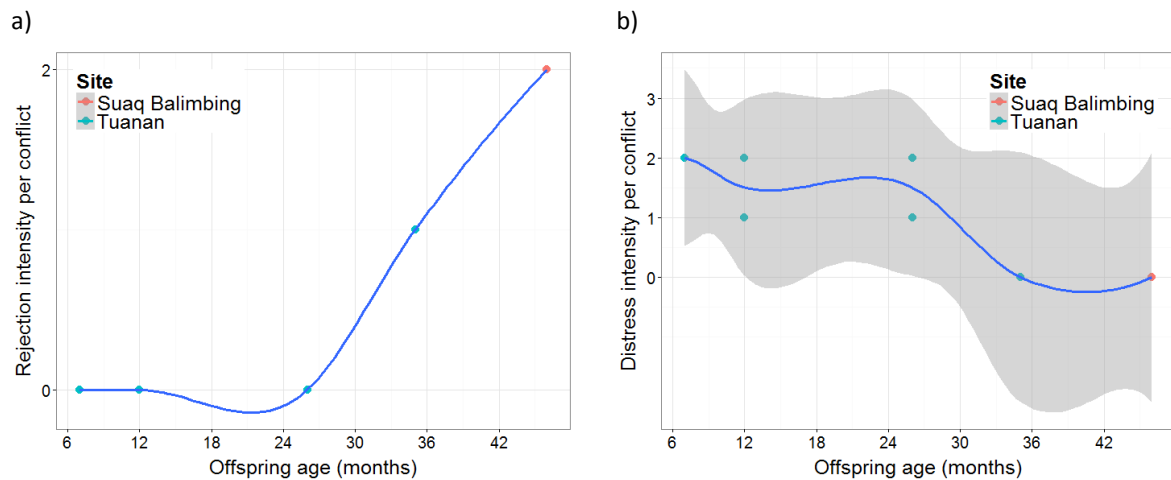 a)
Rejection intensity per conflict
2
0
Site
Suaq Balimbing
Tuanan
6 12 18 24 30 36 42
Offspring age (months)
b)
Distress intensity per conflict
3
2
1
0
Site
Suaq Balimbing
Tuanan
6 12 18 24 30 36 42
Offspring age (months)